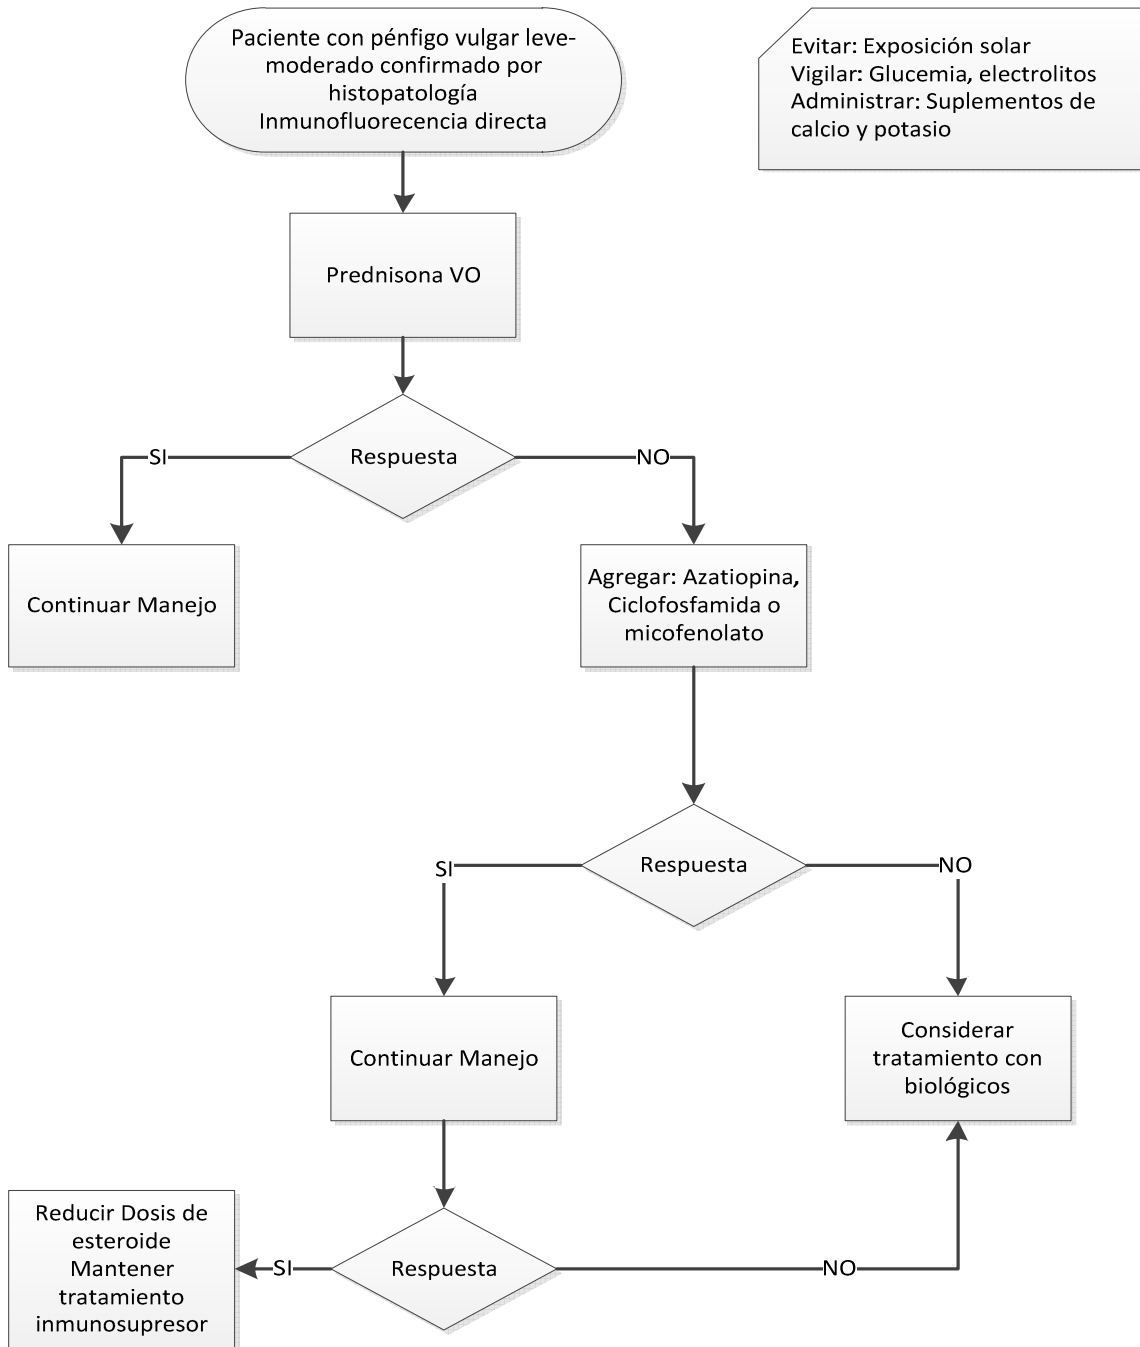 Paciente con pénfigo vulgar leve-
moderado confirmado por
histopatología
Inmunofluorecencia directa
Evitar: Exposición solar
Vigilar: Glucemia, electrolitos
Administrar: Suplementos de
calcio y potasio
Prednisona VO
Respuesta
SI
NO
Continuar Manejo
Agregar: Azatiopina,
Ciclofosfamida o
micofenolato
Respuesta
SI
NO
Continuar Manejo
Considerar
tratamiento con
biológicos
Reducir Dosis de
esteroide
Mantener
tratamiento
inmunosupresor
SI
Respuesta
NO